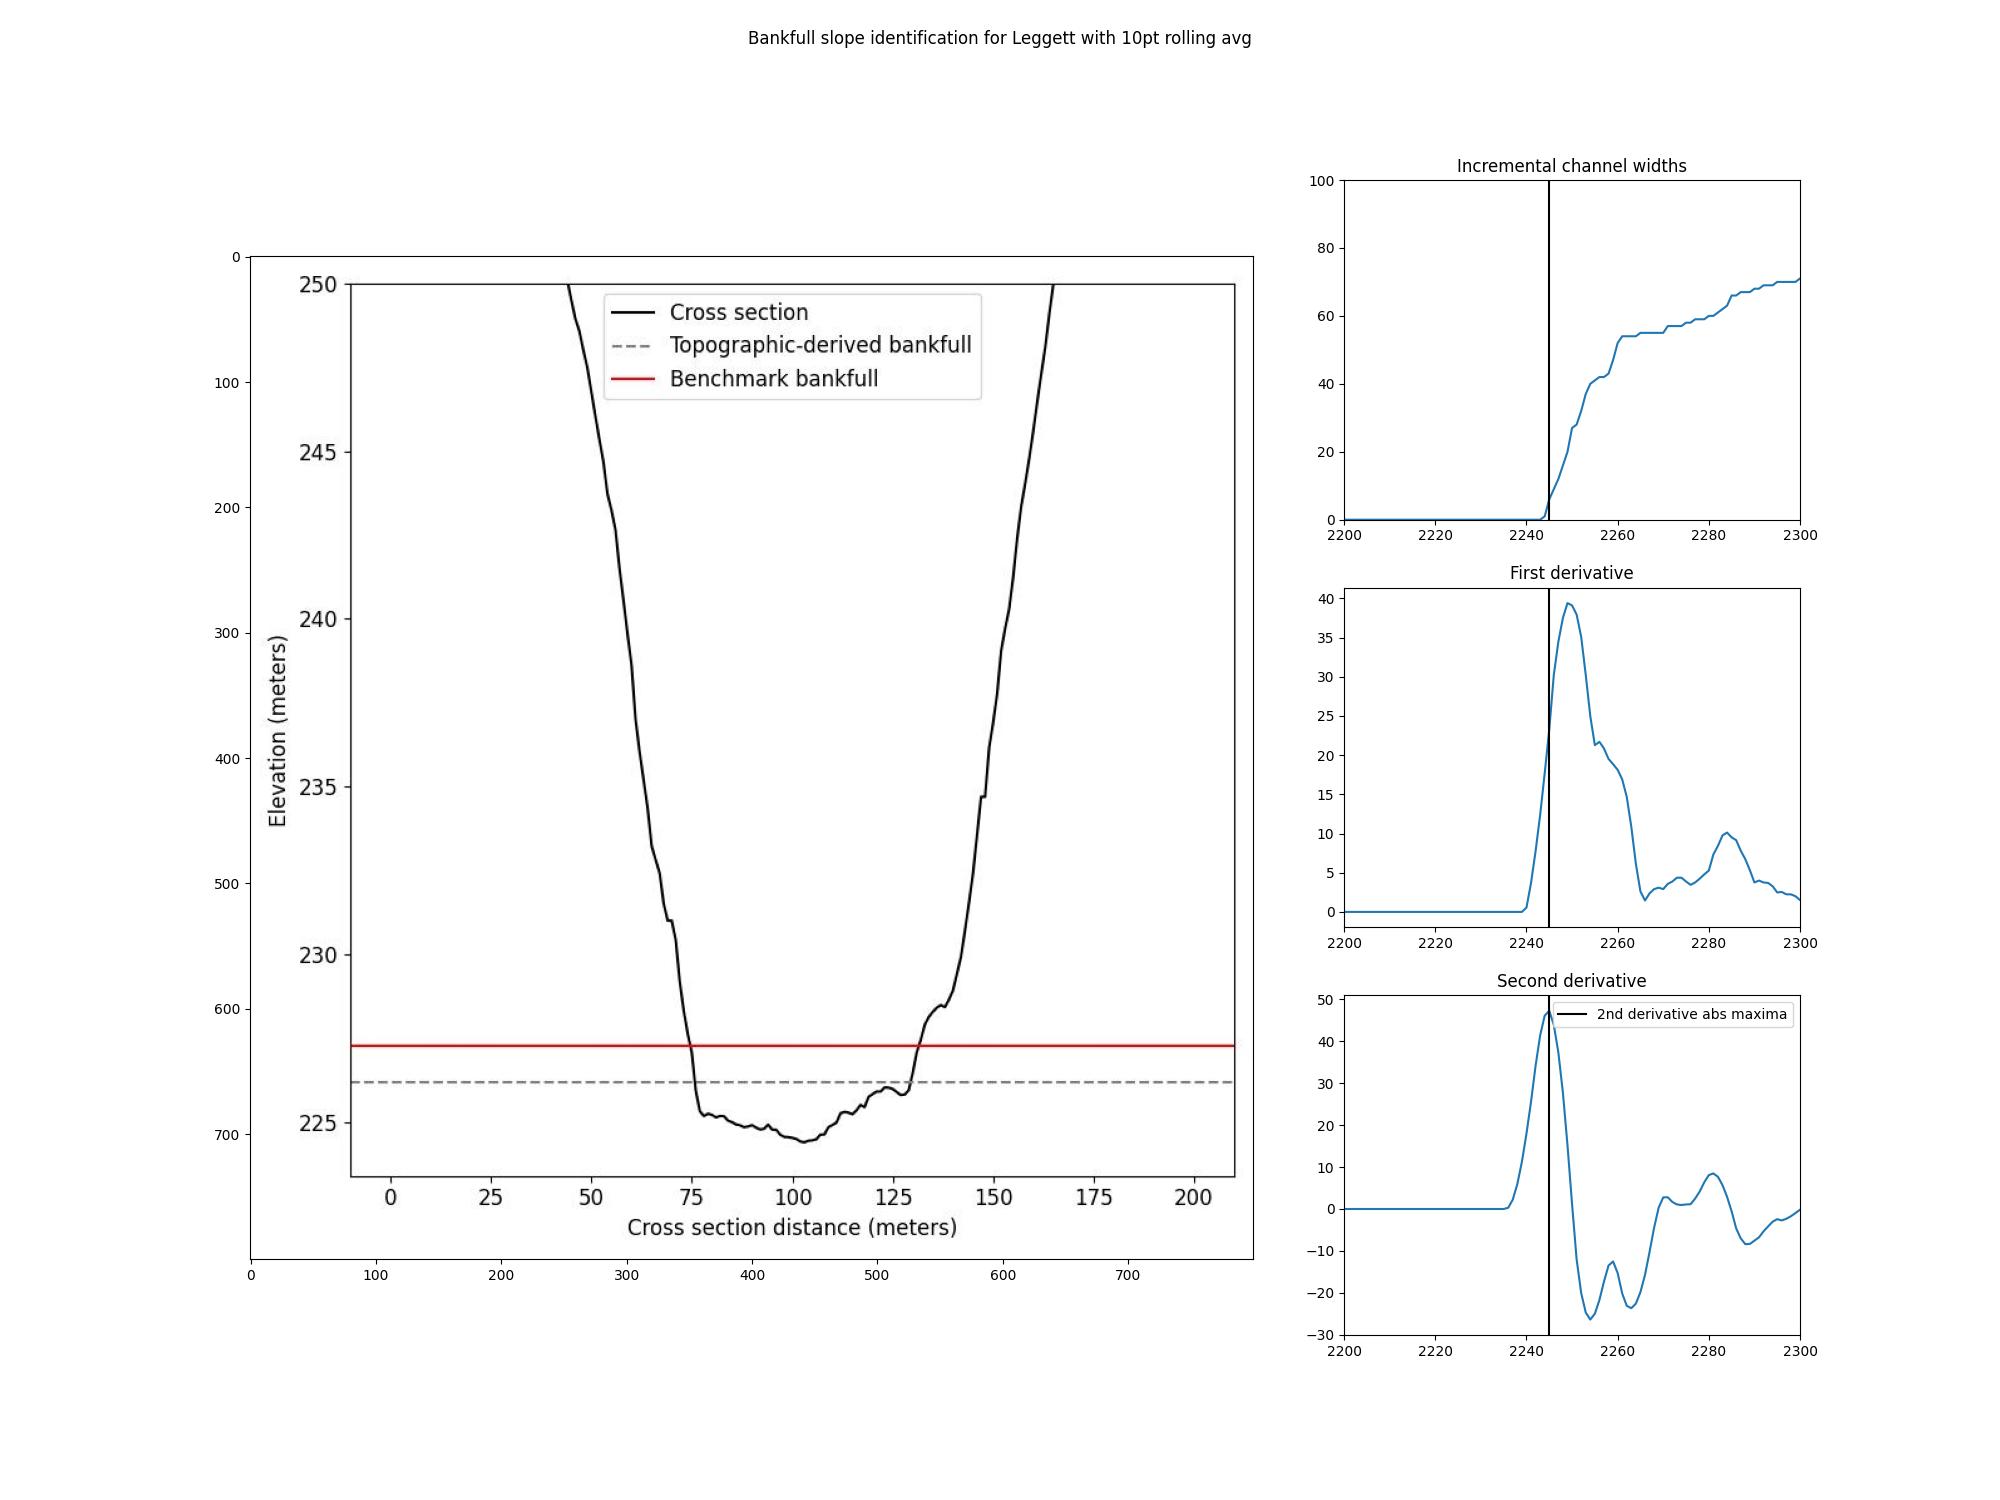 Bankfull slope identification for Leggett with 10pt rolling avg
0
100
200
300
400
500
600
700
250
245
240
235
230
225
Elevation (meters)
Cross section
Topographic-derived bankfull
Benchmark bankfull
0 25 50 75 100 125 150 175 200
Cross section distance (meters)
0 100 200 300 400 500 600 700
Incremental channel widths
100
80
60
40
20
0
2200 2220 2240 2260 2280 2300
First derivative
40
35
30
25
20
15
10
5
0
2200 2220 2240 2260 2280 2300
Second derivative
2nd derivative abs maxima
50
40
30
20
10
0
−10
−20
−30
2200 2220 2240 2260 2280 2300